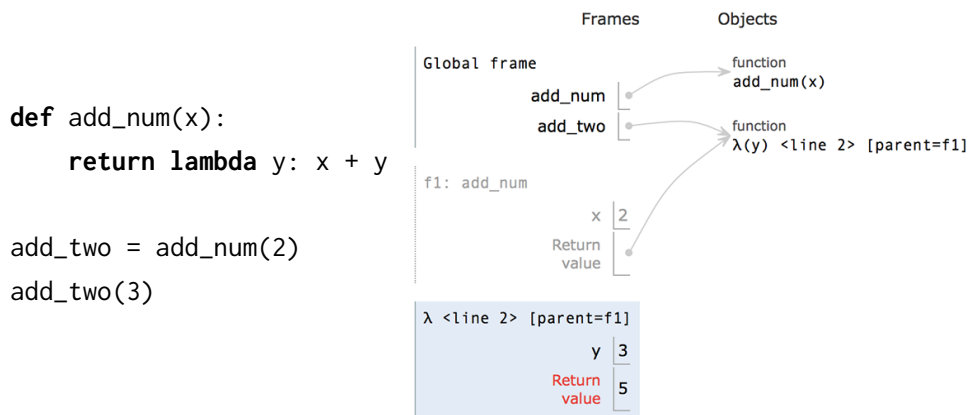 def add_num(x):
    return lambda y: x + y
add_two = add_num(2)
add_two(3)
Frames Objects
Global frame
add_num
add_two
function
add_num(x)
function
λ(y) <line 2> [parent=f1]
f1: add_num
x 2
Return
value
λ <line 2> [parent=f1]
y 3
Return
value 5